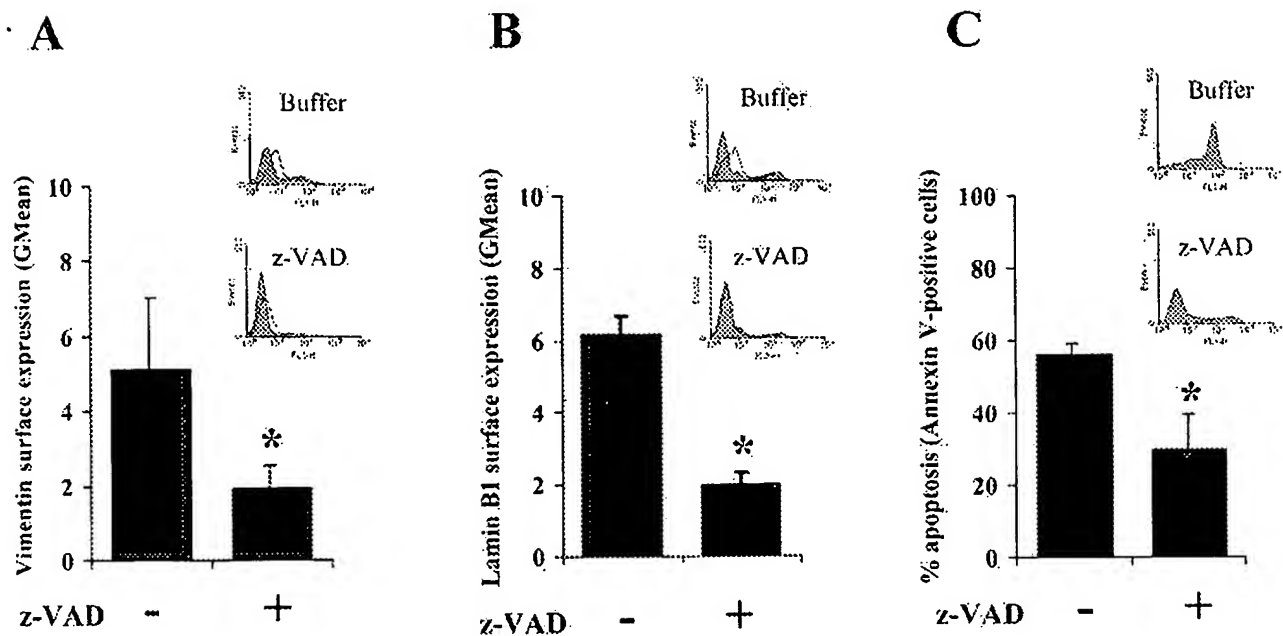 A
Buffer
z-VAD
Vimentin surface expression (GMean)
10
8
6
4
2
0
z-VAD - +
*
B
Buffer
z-VAD
Lamin B1 surface expression (GMean)
10
8
6
4
2
0
z-VAD - +
*
C
Buffer
z-VAD
% apoptosis (Annexin V-positive cells)
100
80
60
40
20
0
z-VAD - +
*